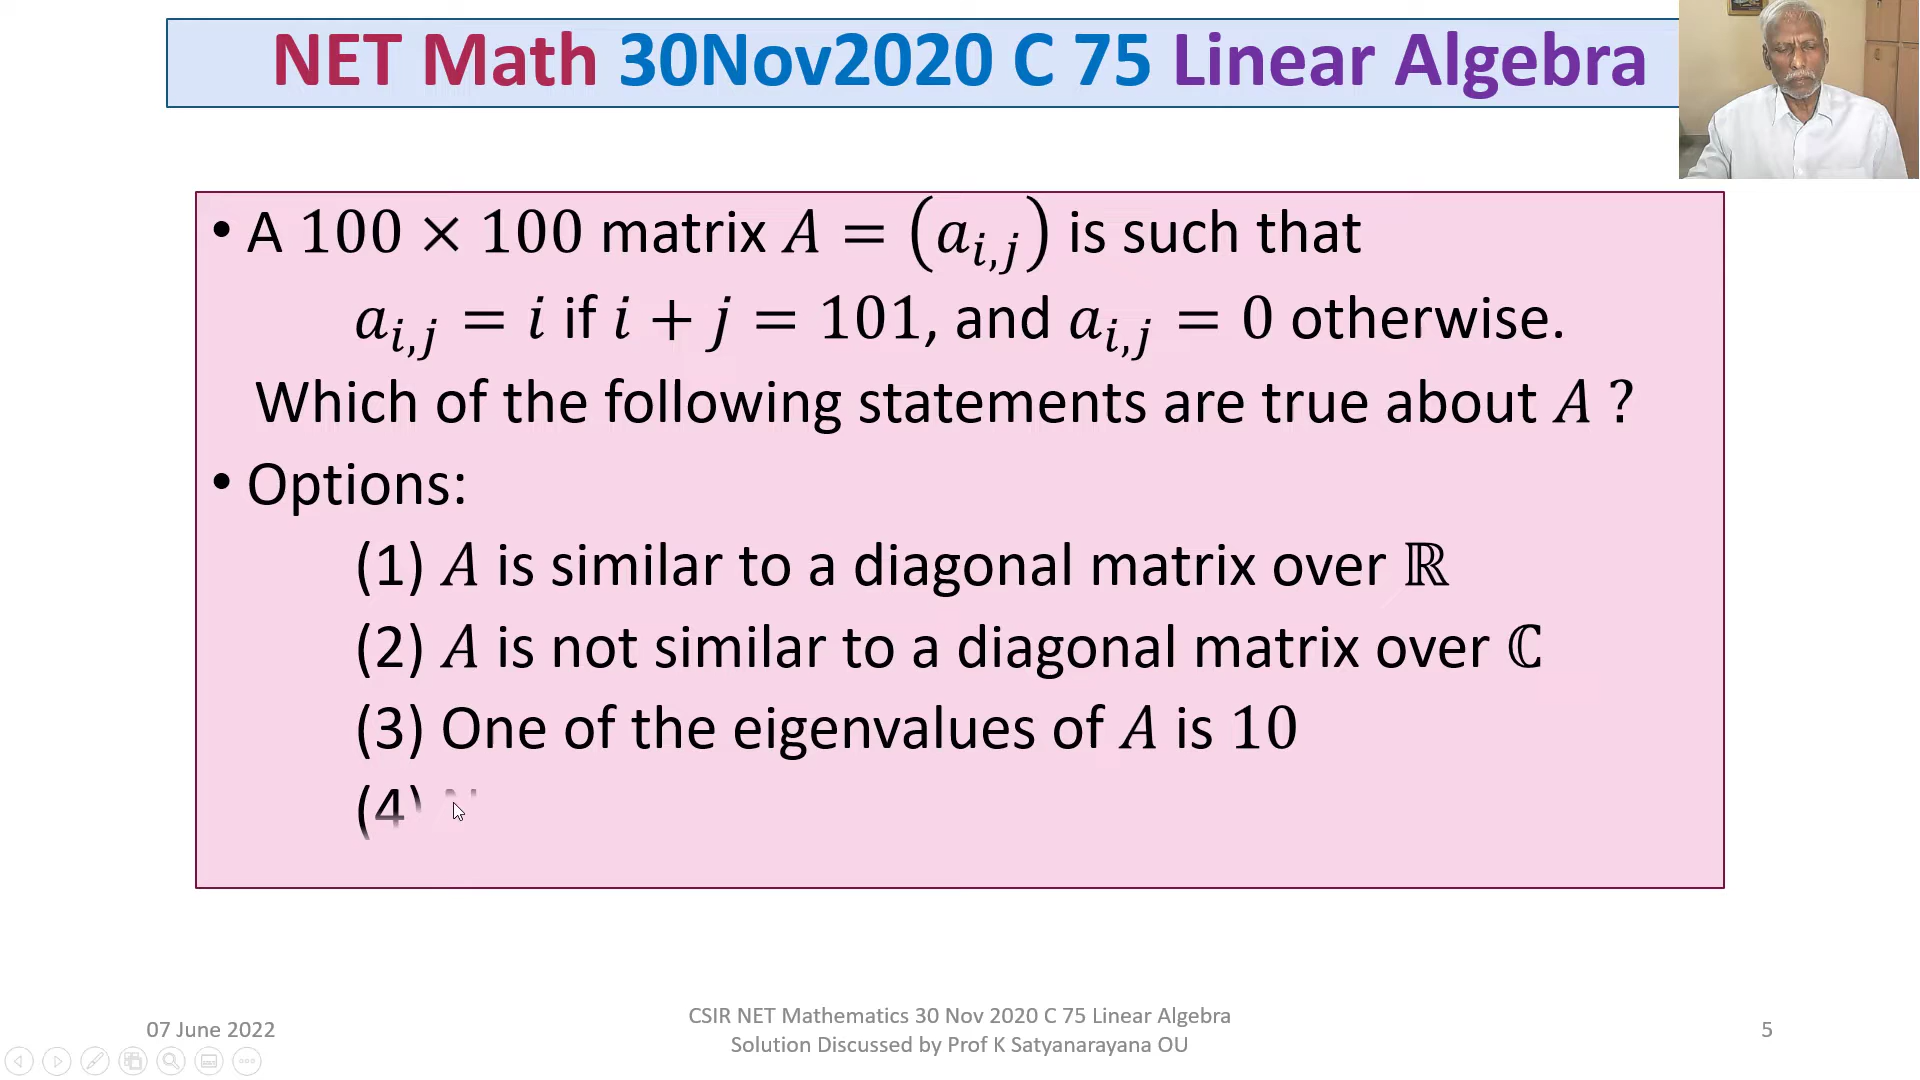 NET Math 30Nov2020 C 75 Linear Algebra
• A 100 × 100 matrix A = (a_{i,j}) is such that
a_{i,j} = i if i + j = 101, and a_{i,j} = 0 otherwise.
Which of the following statements are true about A ?
• Options:
(1) A is similar to a diagonal matrix over ℝ
(2) A is not similar to a diagonal matrix over ℂ
(3) One of the eigenvalues of A is 10
(4)
07 June 2022
CSIR NET Mathematics 30 Nov 2020 C 75 Linear Algebra
Solution Discussed by Prof K Satyanarayana OU
5